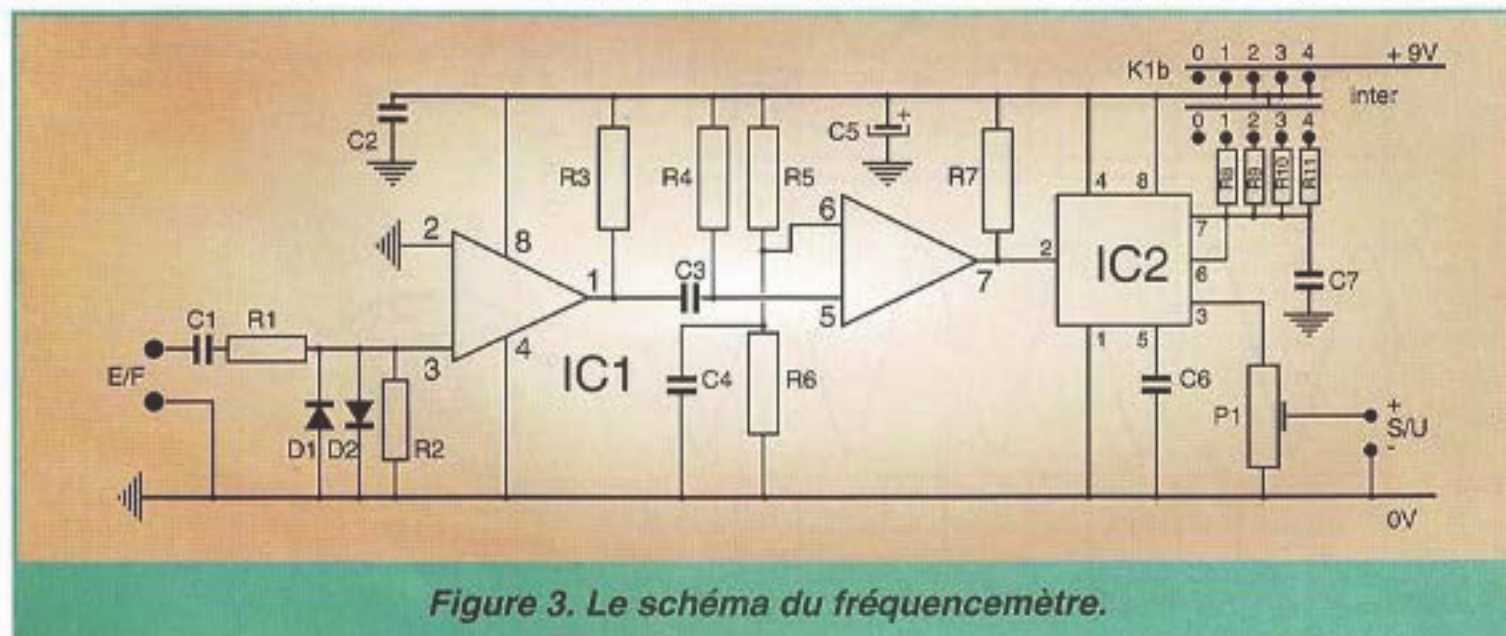 K1b 0 1 2 3 4 + 9V
inter
0 1 2 3 4
C2
R3
R4
R5
C5 +
R7
R8 R9 R10 R11
4 8
2
8
6
1
C3
7
2
IC2
7
6
3
C7
C1 R1
E/F
3
4
IC1
5
C4
R6
1 5
C6
P1
+
S/U
-
D1 D2 R2
0V
Figure 3. Le schéma du fréquencemètre.